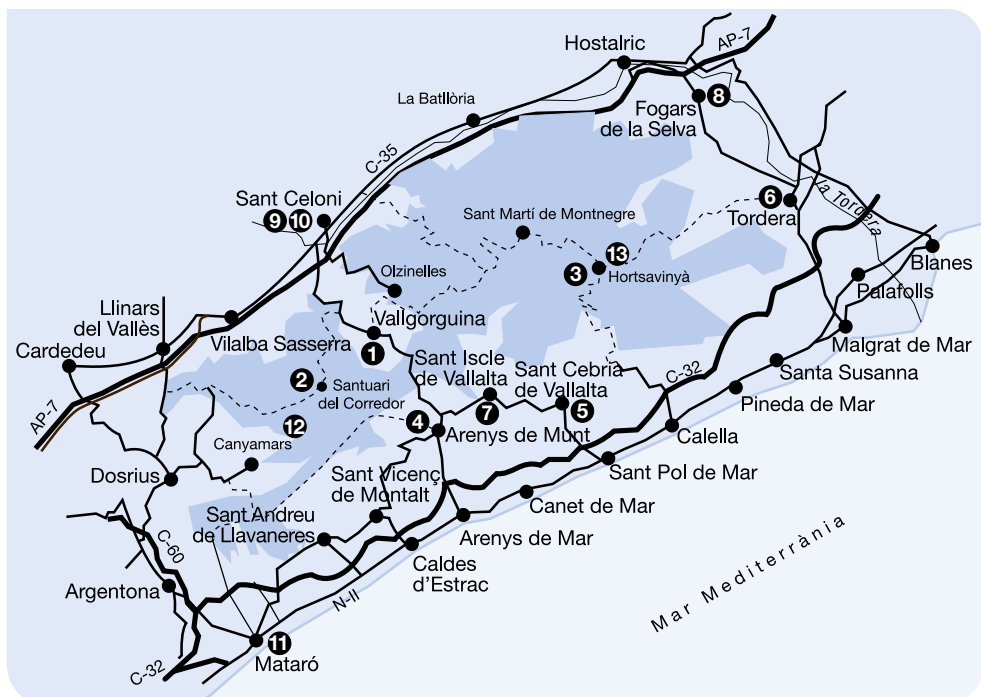 Hostalric
AP-7
La Batllòria
Fogars
de la Selva
8
C-35
Sant Celoni
9
10
6
Tordera
la Tordera
Sant Martí de Montnegre
13
3
Hortsavinyà
Blanes
Olzinelles
Palafolls
Llinars
del Vallès
Vallgorguina
Cardedeu
Vilalba Sasserra
1
Malgrat de Mar
Sant Iscle
de Vallalta
Sant Cebrià
de Vallalta
C-32
Santa Susanna
2
Santuari
del Corredor
Pineda de Mar
AP-7
4
7
5
12
Arenys de Munt
Calella
Canyamars
Dosrius
Sant Vicenç
de Montalt
Sant Pol de Mar
Sant Andreu
de Llavaneres
Canet de Mar
C-60
Arenys de Mar
Caldes
d'Estrac
Mar Mediterrània
Argentona
N-II
11
C-32
Mataró